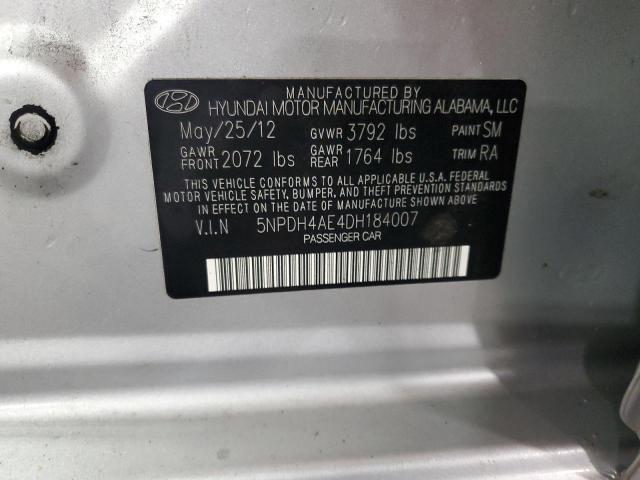 MANUFACTURED BY
HYUNDAI MOTOR MANUFACTURING ALABAMA, LLC
May/25/12 GVWR 3792 lbs PAINT SM
GAWR FRONT 2072 lbs GAWR REAR 1764 lbs TRIM RA
THIS VEHICLE CONFORMS TO ALL APPLICABLE U.S.A. FEDERAL
MOTOR VEHICLE SAFETY, BUMPER, AND THEFT PREVENTION STANDARDS
IN EFFECT ON THE DATE OF MANUFACTURE SHOWN ABOVE
V.I.N 5NPDH4AE4DH184007
PASSENGER CAR